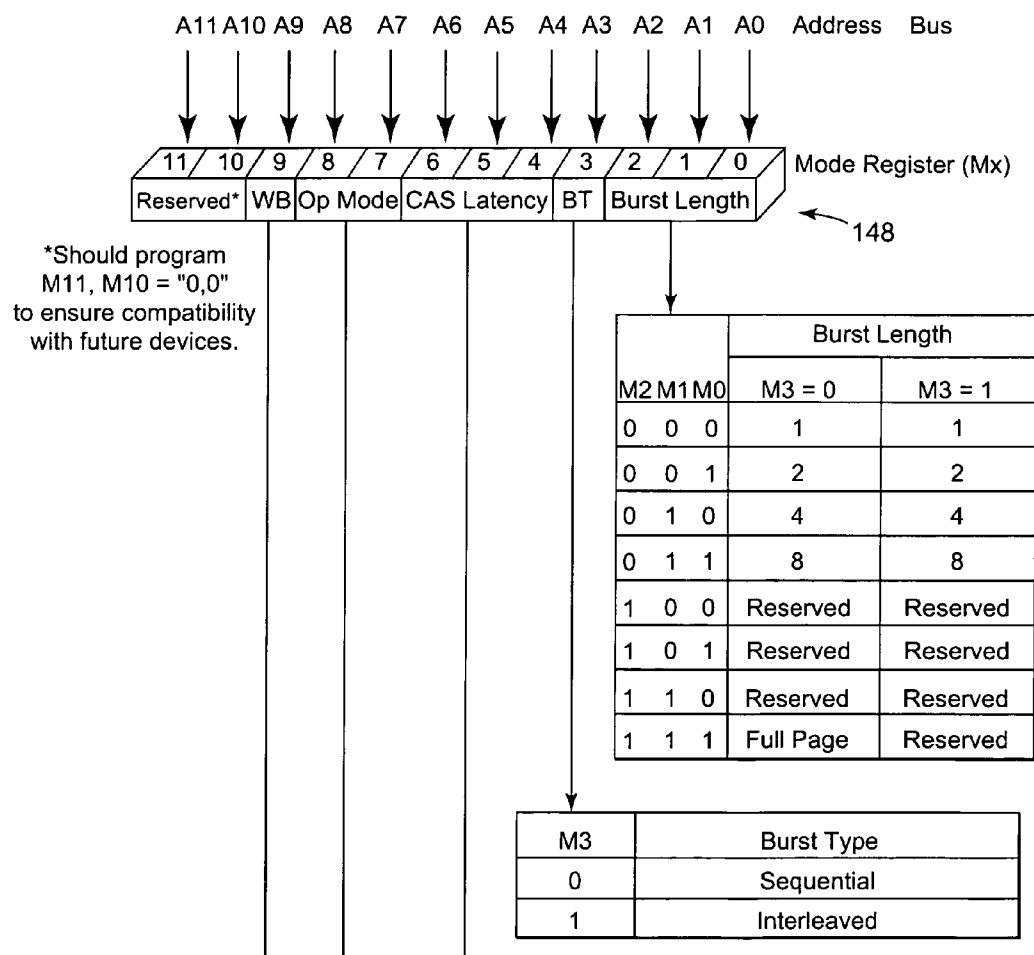 A11 A10 A9 A8 A7 A6 A5 A4 A3 A2 A1 A0 Address Bus
11 10 9 8 7 6 5 4 3 2 1 0 Mode Register (Mx)
Reserved* WB Op Mode CAS Latency BT Burst Length
148
*Should program
M11, M10 = "0,0"
to ensure compatibility
with future devices.
Burst Length
M2 M1 M0 M3 = 0 M3 = 1
0 0 0 1 1
0 0 1 2 2
0 1 0 4 4
0 1 1 8 8
1 0 0 Reserved Reserved
1 0 1 Reserved Reserved
1 1 0 Reserved Reserved
1 1 1 Full Page Reserved
M3 Burst Type
0 Sequential
1 Interleaved